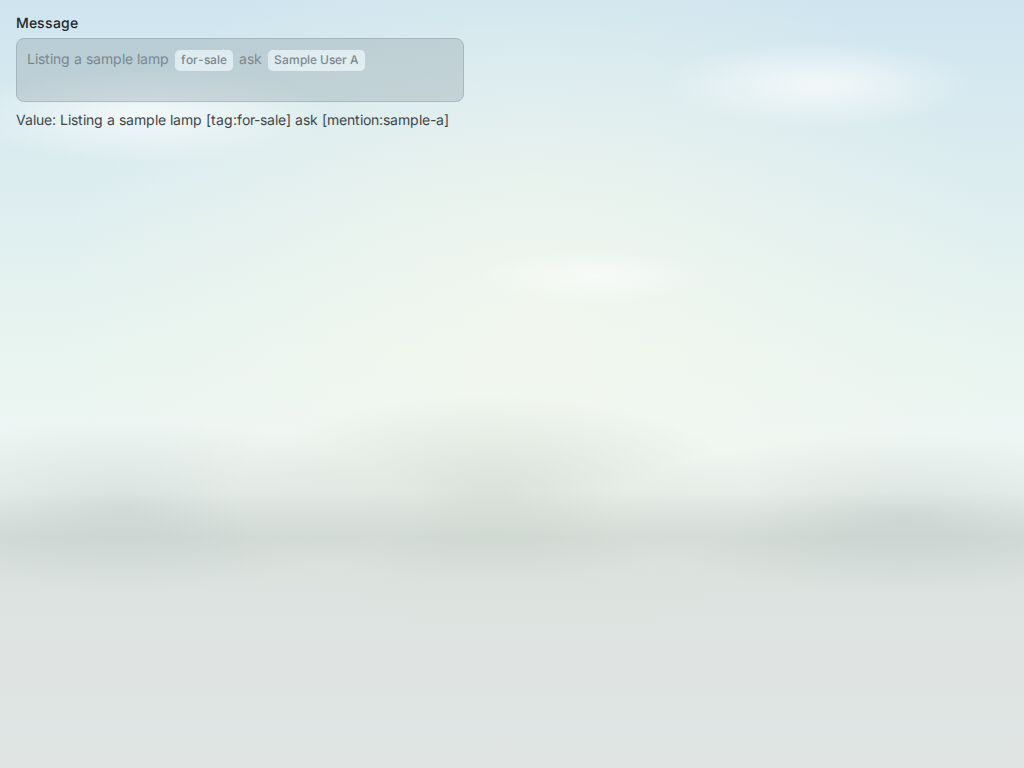 Message
Listing a sample lamp for-sale ask Sample User A
Value: Listing a sample lamp [tag:for-sale] ask [mention:sample-a]